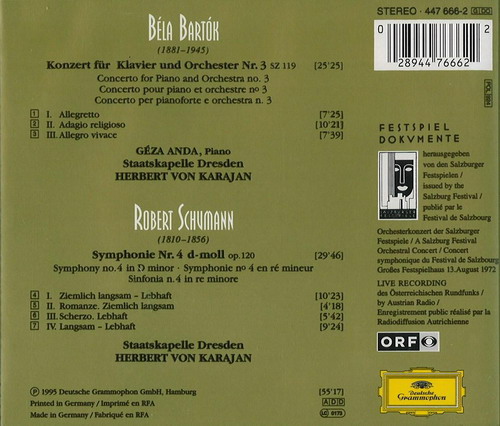 BÉLA BARTÓK
(1881-1945)
Konzert für Klavier und Orchester Nr. 3 SZ 119 [25'25]
Concerto for Piano and Orchestra no. 3
Concerto pour piano et orchestre nº 3
Concerto per pianoforte e orchestra n. 3
1 I. Allegretto [7'25]
2 II. Adagio religioso [10'21]
3 III. Allegro vivace [7'39]
GÉZA ANDA, Piano
Staatskapelle Dresden
HERBERT VON KARAJAN
ROBERT SCHUMANN
(1810-1856)
Symphonie Nr. 4 d-moll op. 120 [29'46]
Symphony no. 4 in D minor · Symphonie nº 4 en ré mineur
Sinfonia n. 4 in re minore
4 I. Ziemlich langsam – Lebhaft [10'23]
5 II. Romanze. Ziemlich langsam [4'18]
6 III. Scherzo. Lebhaft [5'42]
7 IV. Langsam – Lebhaft [9'24]
Staatskapelle Dresden
HERBERT VON KARAJAN
℗ 1995 Deutsche Grammophon GmbH, Hamburg [55'17]
Printed in Germany / Imprimé en RFA ADD
Made in Germany / Fabriqué en RFA LC 0173
STEREO · 447 666-2 GIDO
0 28944 76662 2
FESTSPIEL
DOKVMENTE
herausgegeben
von den Salzburger
Festspielen /
issued by the
Salzburg Festival /
publié par le
Festival de Salzbourg
Orchesterkonzert der Salzburger
Festspiele / A Salzburg Festival
Orchestral Concert / Concert
symphonique du Festival de Salzbourg
Großes Festspielhaus 13. August 1972
LIVE RECORDING
des Österreichischen Rundfunks /
by Austrian Radio /
Enregistrement public réalisé par la
Radiodiffusion Autrichienne
ORF
Deutsche
Grammophon